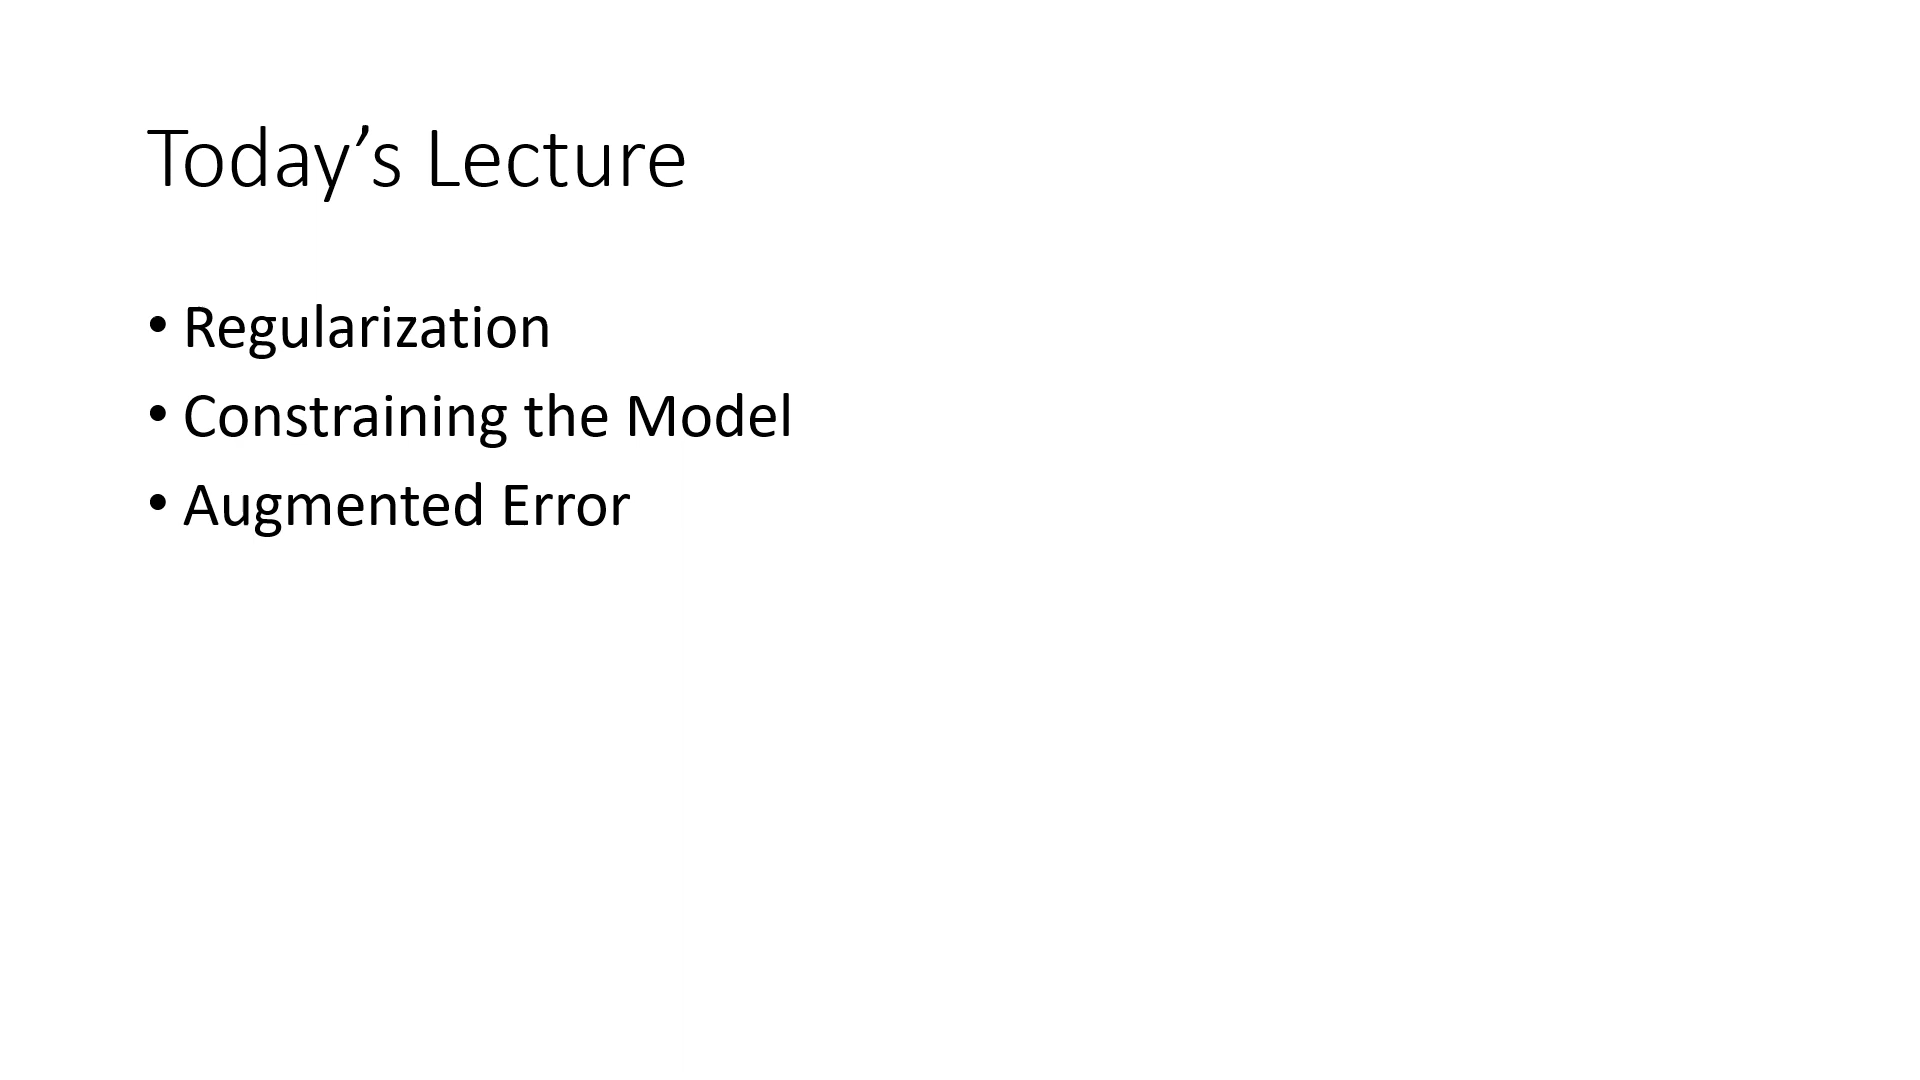 Today’s Lecture
• Regularization
• Constraining the Model
• Augmented Error